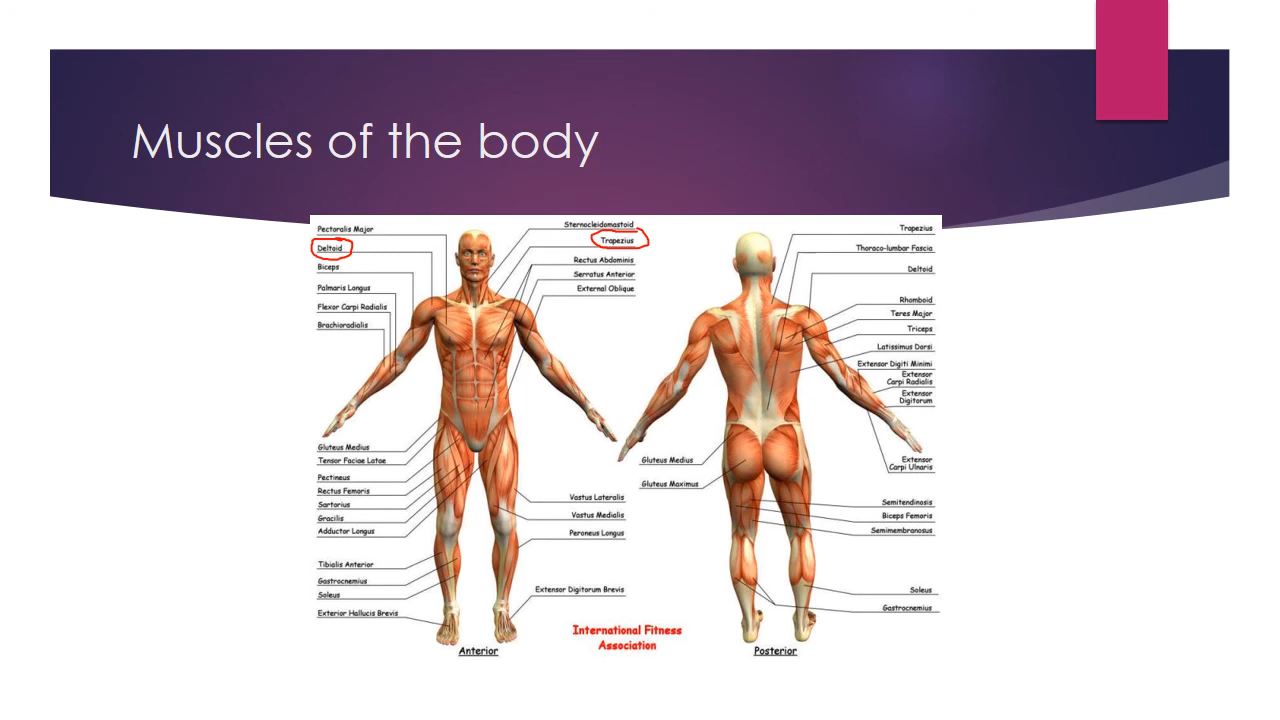 Muscles of the body
Pectoralis Major
Deltoid
Biceps
Palmaris Longus
Flexor Carpi Radialis
Brachioradialis
Sternocleidomastoid
Trapezius
Rectus Abdominis
Serratus Anterior
External Oblique
Gluteus Medius
Tensor Faciae Latae
Pectineus
Rectus Femoris
Sartorius
Gracilis
Adductor Longus
Tibialis Anterior
Gastrocnemius
Soleus
Exterior Hallucis Brevis
Vastus Lateralis
Vastus Medialis
Peroneus Longus
Extensor Digitorum Brevis
Anterior
International Fitness
Association
Trapezius
Thoraco-lumbar Fascia
Deltoid
Rhomboid
Teres Major
Triceps
Latissimus Dorsi
Extensor Digiti Minimi
Extensor
Carpi Radialis
Extensor
Digitorum
Extensor
Carpi Ulnaris
Gluteus Medius
Gluteus Maximus
Semitendinosis
Biceps Femoris
Semimembranosus
Soleus
Gastrocnemius
Posterior